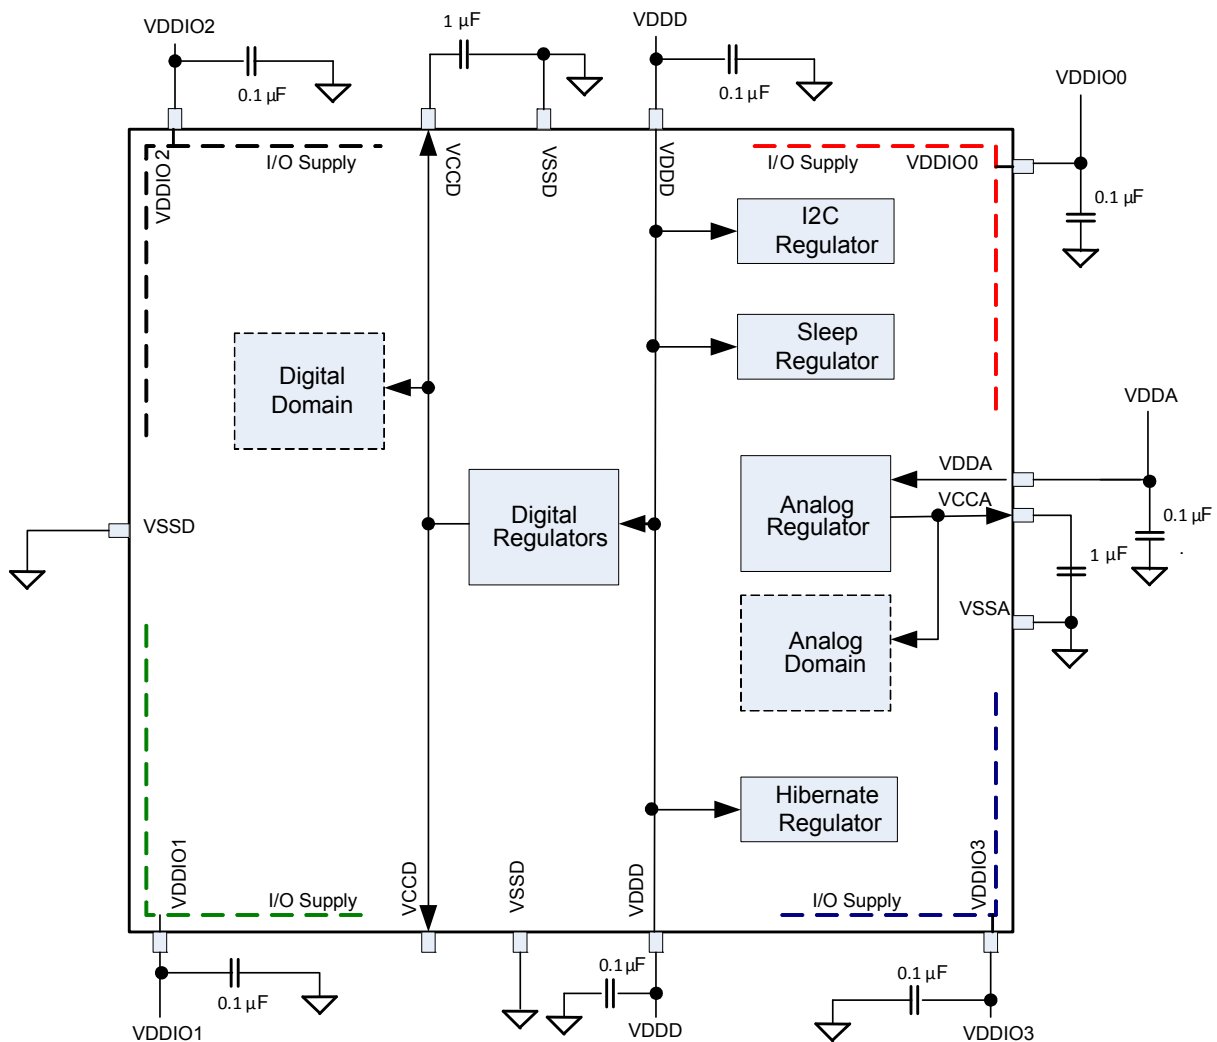 VDDIO2
1 µF
VDDD
0.1 µF
0.1 µF
VDDIO0
I/O Supply
I/O Supply
VDDIO0
VDDIO 2
VCCD
VSSD
VDDD
0.1 µF
I2C
Regulator
Sleep
Regulator
Digital
Domain
VDDA
VDDA
VCCA
Analog
Regulator
Digital
Regulators
VSSD
0.1 µF
.
1 µF
VSSA
Analog
Domain
Hibernate
Regulator
VDDIO1
VCCD
VSSD
VDDD
VDDIO3
I/O Supply
I/O Supply
0.1 µF
0.1 µF
0.1 µF
VDDIO1
VDDD
VDDIO3